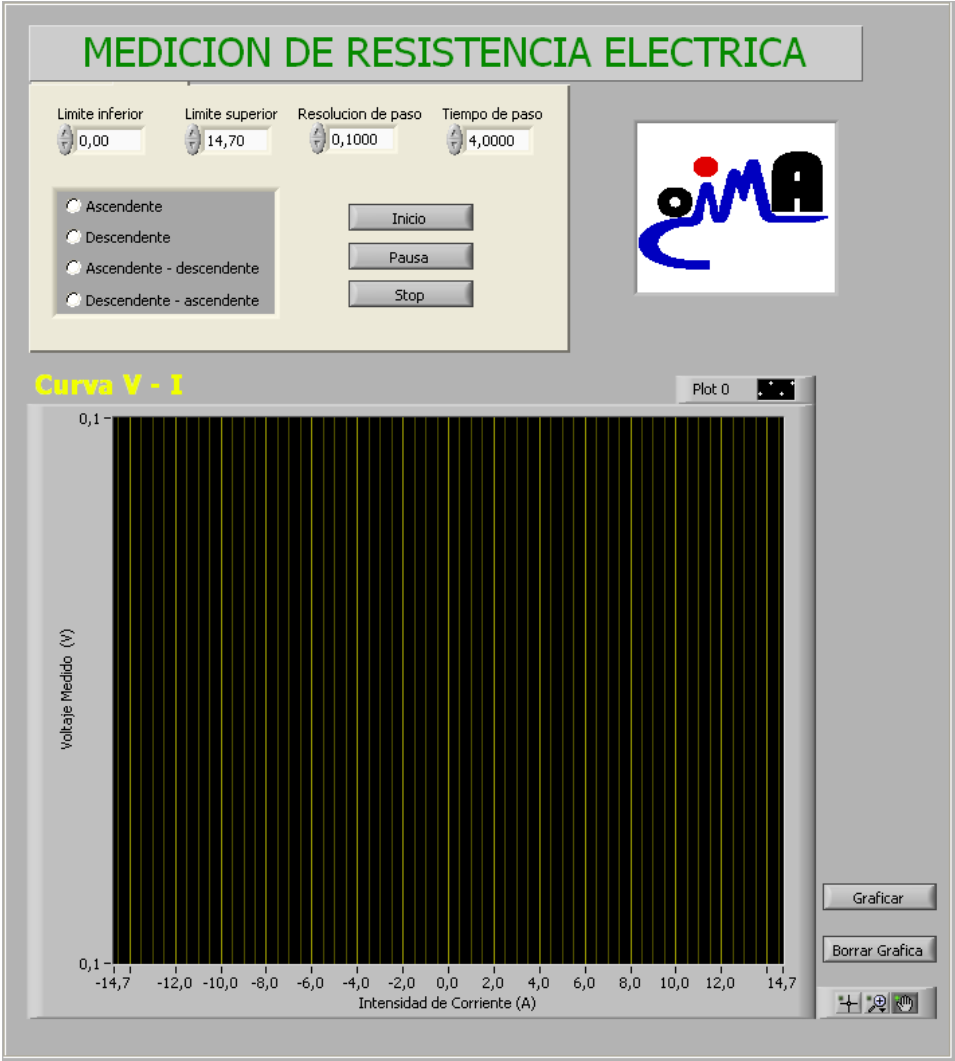 MEDICION DE RESISTENCIA ELECTRICA
Limite inferior Limite superior Resolucion de paso Tiempo de paso
0,00 14,70 0,1000 4,0000
Ascendente
Descendente
Ascendente - descendente
Descendente - ascendente
Inicio
Pausa
Stop
CIMA
Curva V - I
Plot 0
0,1
Voltaje Medido (V)
0,1
-14,7 -12,0 -10,0 -8,0 -6,0 -4,0 -2,0 0,0 2,0 4,0 6,0 8,0 10,0 12,0 14,7
Intensidad de Corriente (A)
Graficar
Borrar Grafica